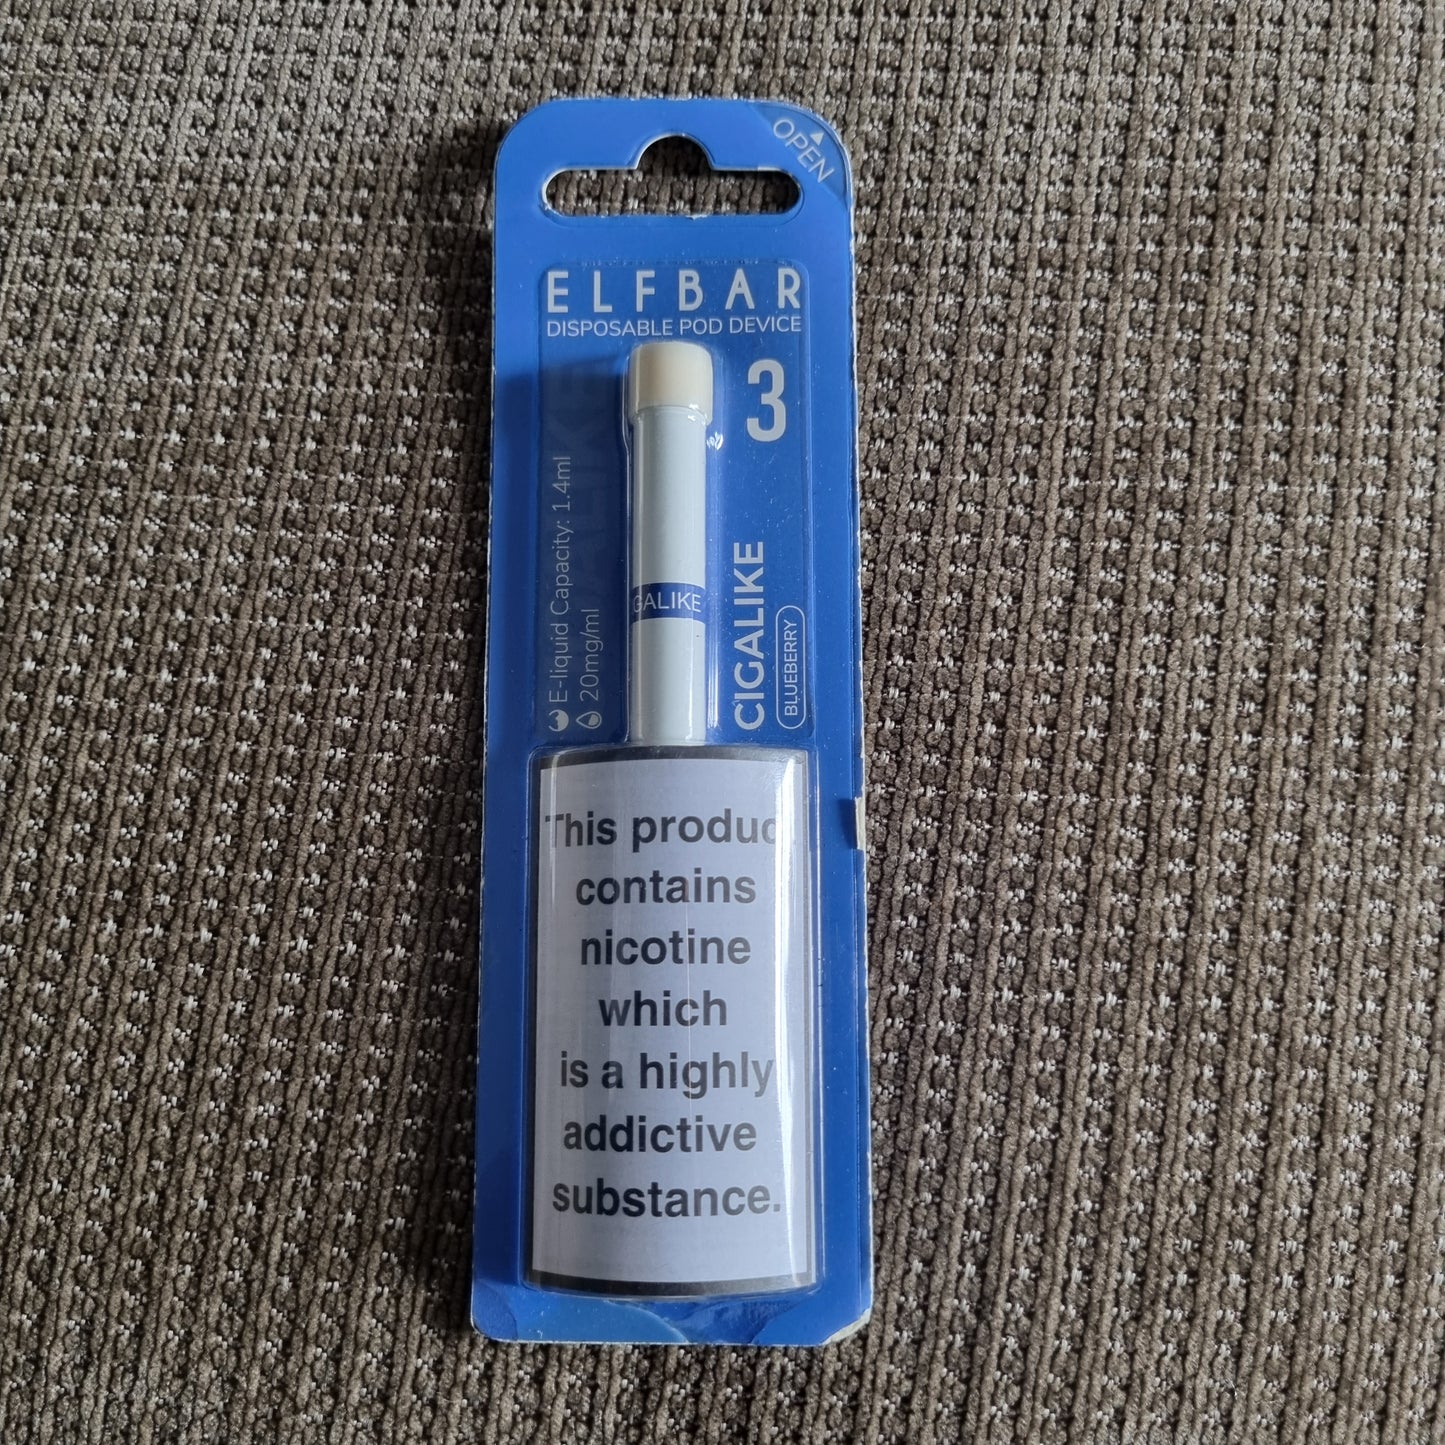 OPEN
ELFBAR
DISPOSABLE POD DEVICE
3
E-liquid Capacity: 1.4ml
20mg/ml
GALIKE
CIGALIKE
BLUEBERRY
This produc
contains
nicotine
which
is a highly
addictive
substance.